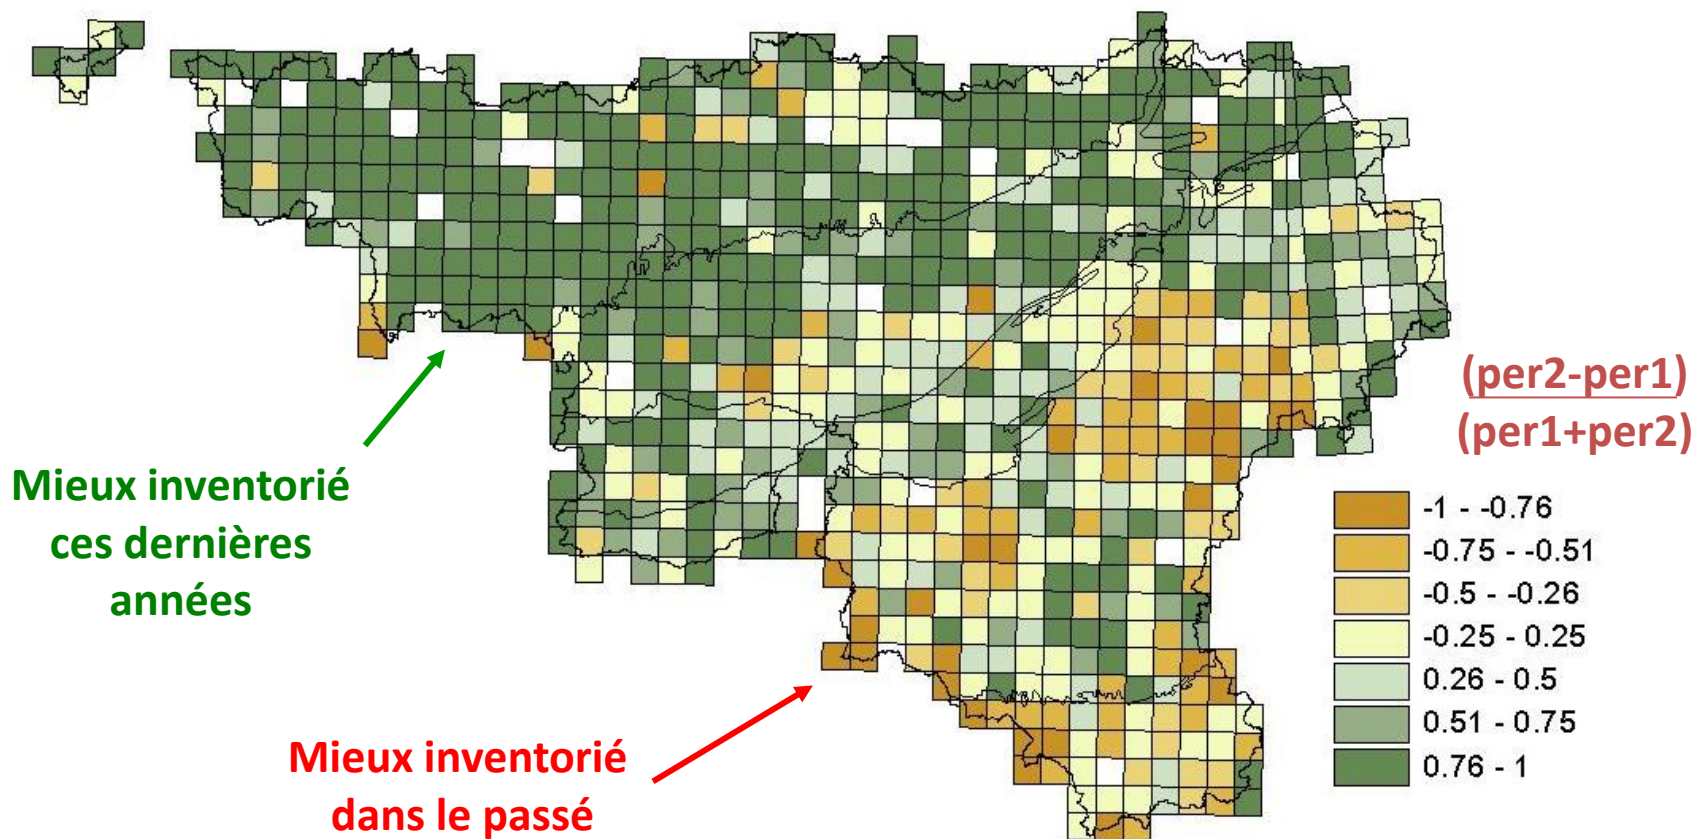 (per2-per1)
(per1+per2)
Mieux inventorié
ces dernières
années
-1 - -0.76
-0.75 - -0.51
-0.5 - -0.26
-0.25 - 0.25
0.26 - 0.5
0.51 - 0.75
0.76 - 1
Mieux inventorié
dans le passé